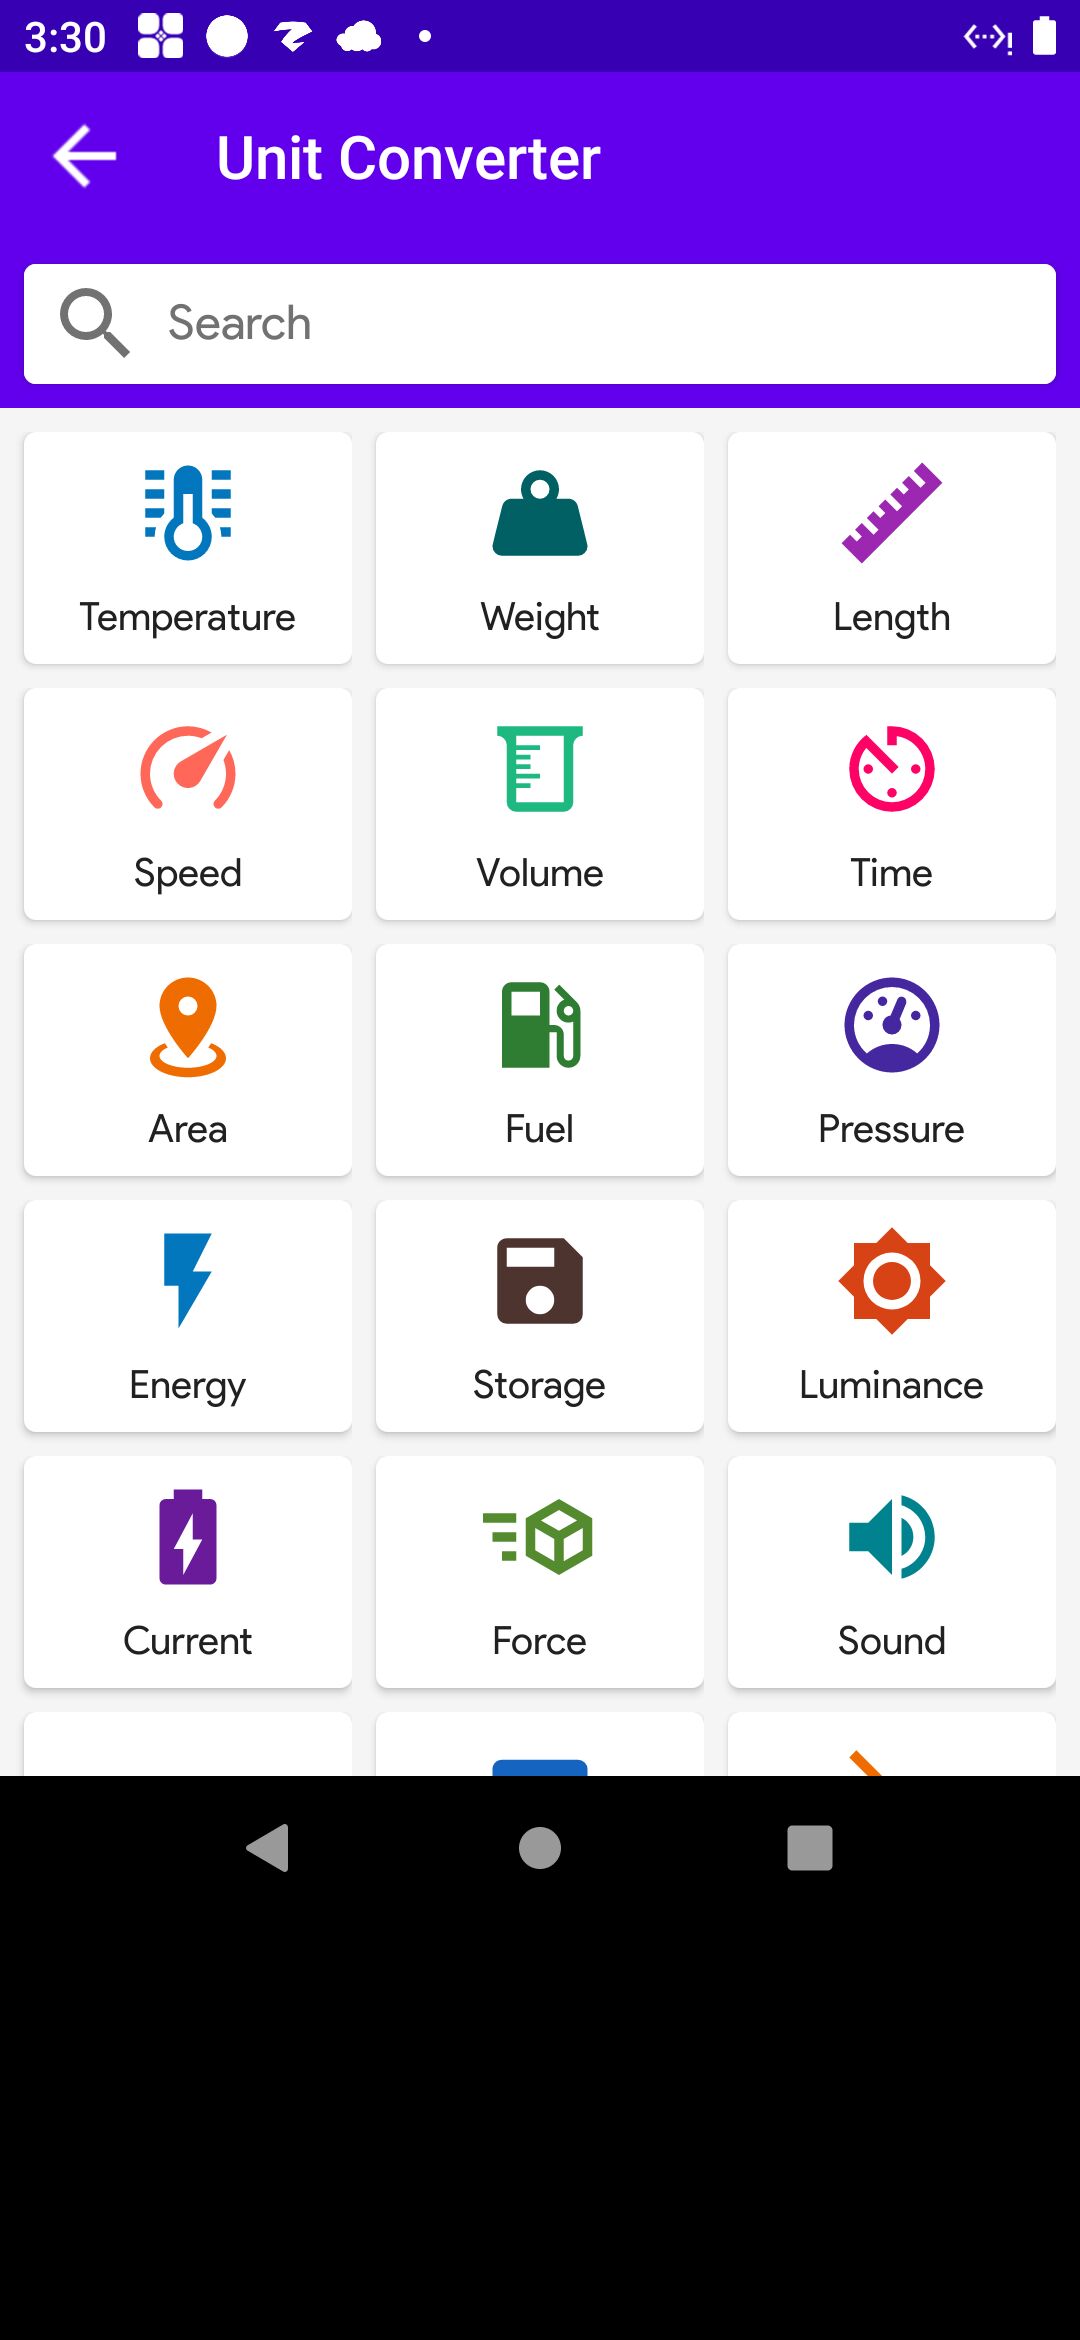 3:30
Unit Converter
Search
Temperature
Weight
Length
Speed
Volume
Time
Area
Fuel
Pressure
Energy
Storage
Luminance
Current
Force
Sound